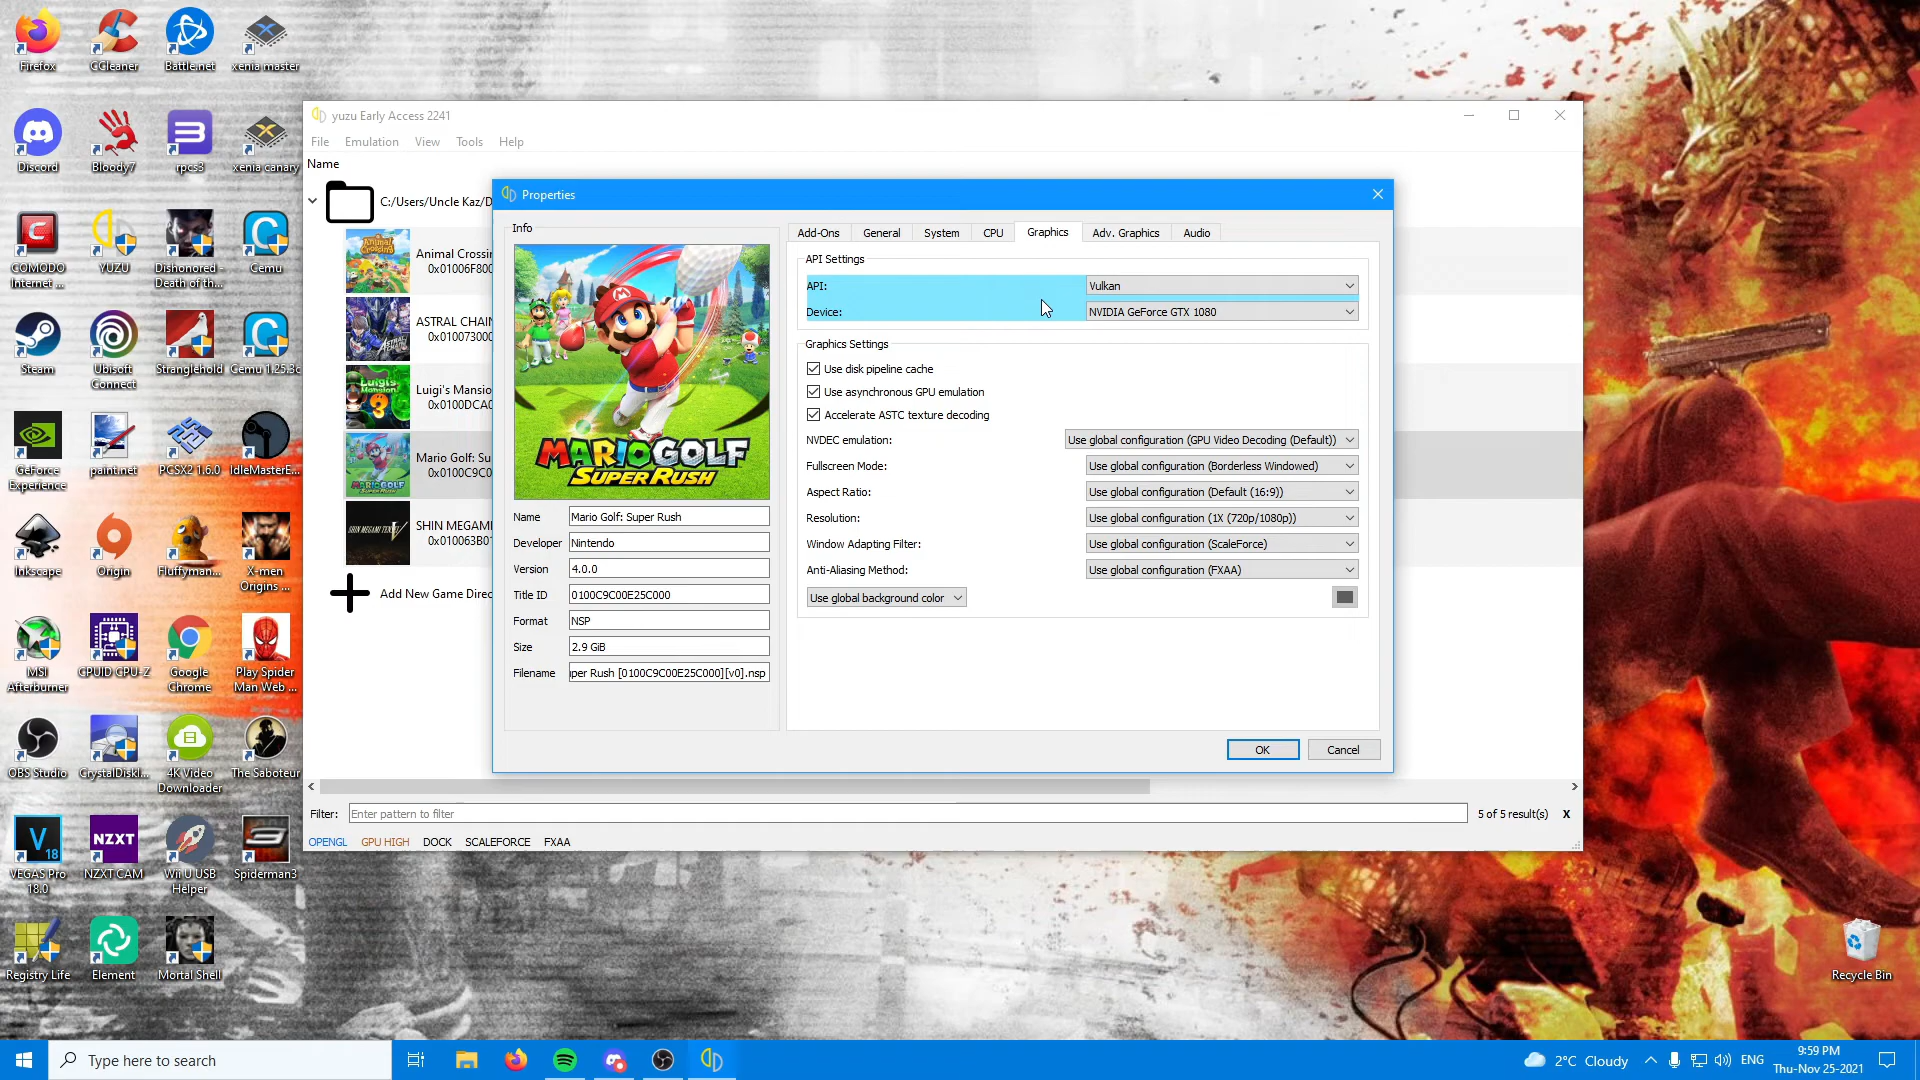 Firefox
CCleaner
Battle.net
xenia master
Discord
Bloody7
rpcs3
xenia canary
COMODO Internet ...
YUZU
Dishonored - Death of th...
Cemu
Steam
Ubisoft Connect
Stranglehold
Cemu 1.25.3c
GeForce Experience
paint.net
PCSX2 1.6.0
IdleMasterE...
Inkscape
Origin
Fluffyman...
X-men Origins ...
MSI Afterburner
CPUID CPU-Z
Google Chrome
Play Spider Man Web ...
OBS Studio
CrystalDiskI...
4K Video Downloader
The Saboteur
VEGAS Pro 18.0
NZXT CAM
Wii U USB Helper
Spiderman3
Registry Life
Element
Mortal Shell
Recycle Bin
yuzu Early Access 2241
File Emulation View Tools Help
Name
C:/Users/Uncle Kaz/D
Animal Crossin
0x01006F800
ASTRAL CHAIN
0x010073000
Luigi's Mansio
0x0100DCA0
Mario Golf: Su
0x0100C9C0
SHIN MEGAMI
0x010063B01
Add New Game Direc
Properties
Info
MARIO GOLF
SUPER RUSH
Name Mario Golf: Super Rush
Developer Nintendo
Version 4.0.0
Title ID 0100C9C00E25C000
Format NSP
Size 2.9 GiB
Filename uper Rush [0100C9C00E25C000][v0].nsp
Add-Ons General System CPU Graphics Adv. Graphics Audio
API Settings
API: Vulkan
Device: NVIDIA GeForce GTX 1080
Graphics Settings
Use disk pipeline cache
Use asynchronous GPU emulation
Accelerate ASTC texture decoding
NVDEC emulation: Use global configuration (GPU Video Decoding (Default))
Fullscreen Mode: Use global configuration (Borderless Windowed)
Aspect Ratio: Use global configuration (Default (16:9))
Resolution: Use global configuration (1X (720p/1080p))
Window Adapting Filter: Use global configuration (ScaleForce)
Anti-Aliasing Method: Use global configuration (FXAA)
Use global background color
OK Cancel
Filter: Enter pattern to filter 5 of 5 result(s) X
OPENGL GPU HIGH DOCK SCALEFORCE FXAA
Type here to search
2°C Cloudy
ENG
9:59 PM
Thu-Nov 25-2021